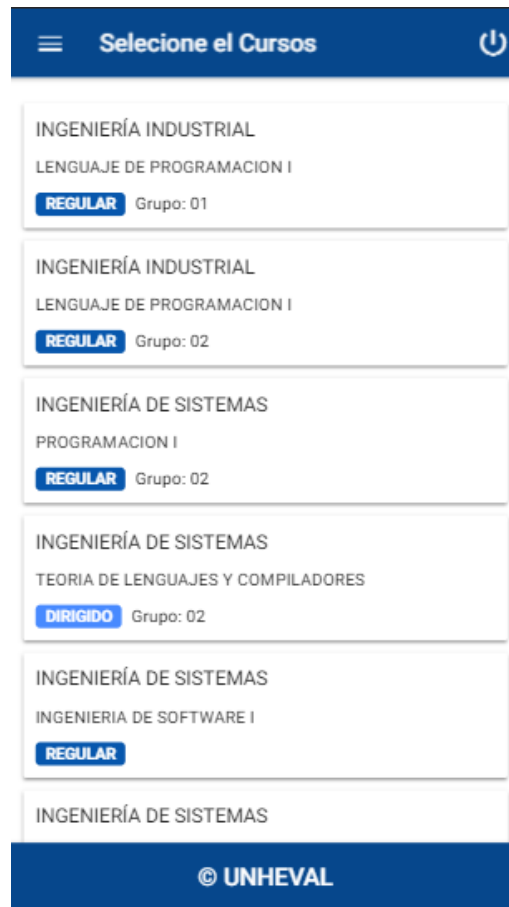 Selecione el Cursos
INGENIERÍA INDUSTRIAL
LENGUAJE DE PROGRAMACION I
REGULAR Grupo: 01
INGENIERÍA INDUSTRIAL
LENGUAJE DE PROGRAMACION I
REGULAR Grupo: 02
INGENIERÍA DE SISTEMAS
PROGRAMACION I
REGULAR Grupo: 02
INGENIERÍA DE SISTEMAS
TEORIA DE LENGUAJES Y COMPILADORES
DIRIGIDO Grupo: 02
INGENIERÍA DE SISTEMAS
INGENIERIA DE SOFTWARE I
REGULAR
INGENIERÍA DE SISTEMAS
© UNHEVAL